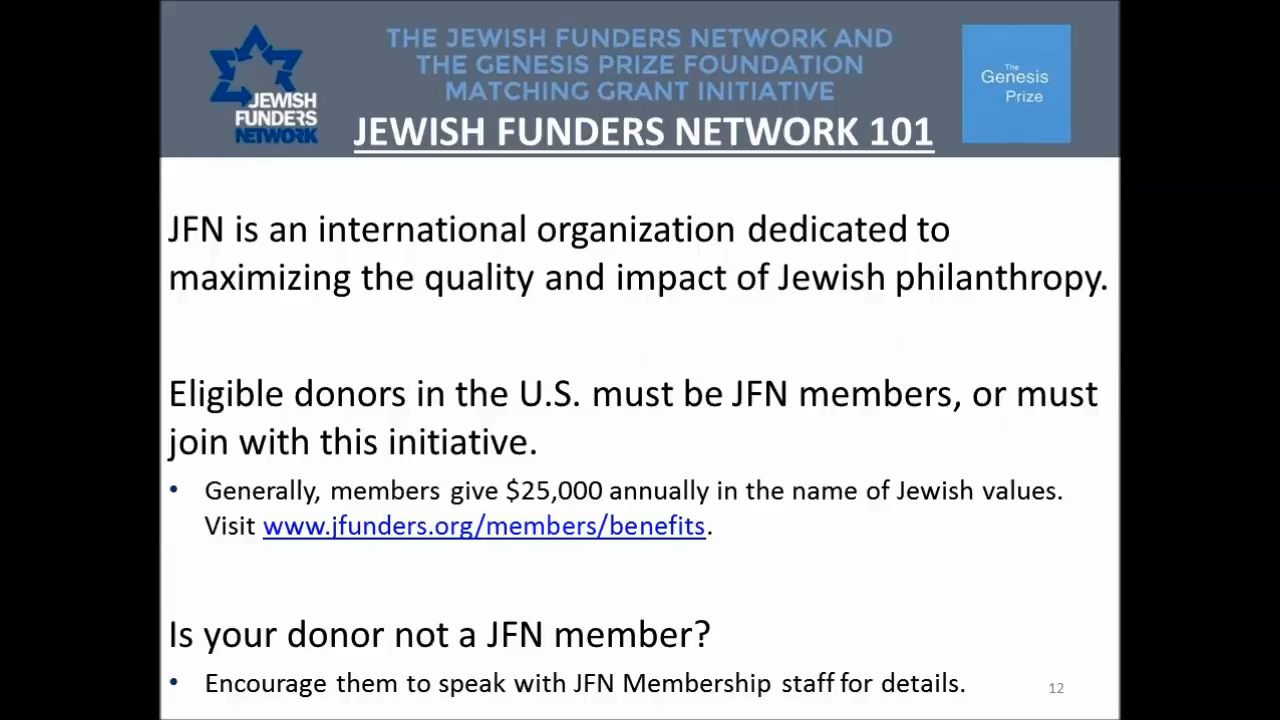 THE JEWISH FUNDERS NETWORK AND
THE GENESIS PRIZE FOUNDATION
MATCHING GRANT INITIATIVE
JEWISH FUNDERS NETWORK 101
JEWISH
FUNDERS
NETWORK
The
Genesis
Prize
JFN is an international organization dedicated to
maximizing the quality and impact of Jewish philanthropy.
Eligible donors in the U.S. must be JFN members, or must
join with this initiative.
• Generally, members give $25,000 annually in the name of Jewish values.
Visit www.jfunders.org/members/benefits.
Is your donor not a JFN member?
• Encourage them to speak with JFN Membership staff for details.
12